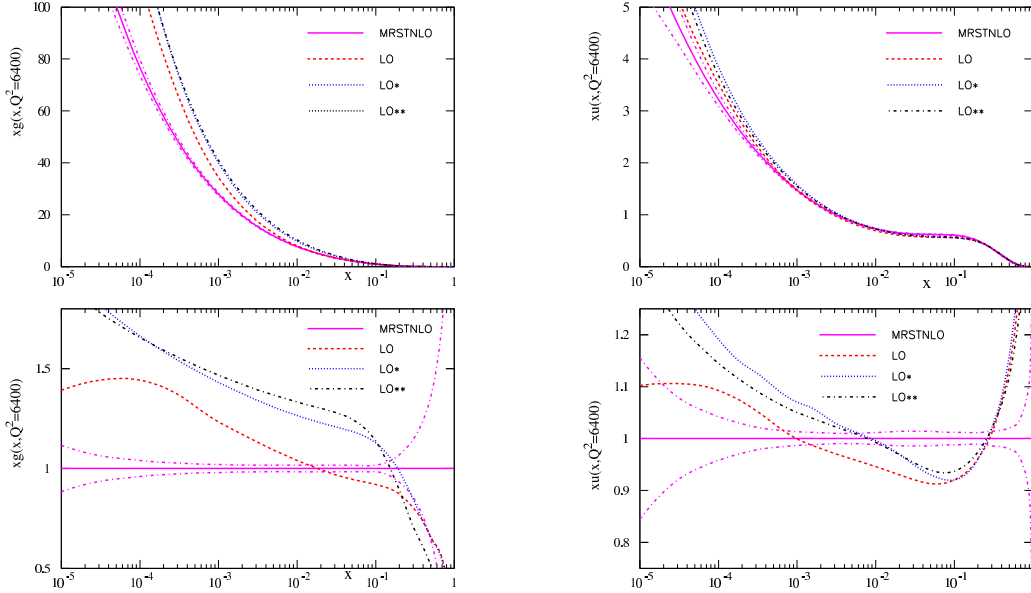 xg(x,Q²=6400)
100
80
60
40
20
0
10⁻⁵
10⁻⁴
10⁻³
10⁻²
10⁻¹
1
x
MRSTNLO
LO
LO*
LO**
xu(x,Q²=6400)
5
4
3
2
1
0
10⁻⁵
10⁻⁴
10⁻³
10⁻²
10⁻¹
1
x
MRSTNLO
LO
LO*
LO**
xg(x,Q²=6400)
1.5
1
0.5
10⁻⁵
10⁻⁴
10⁻³
10⁻²
10⁻¹
1
x
MRSTNLO
LO
LO*
LO**
xu(x,Q²=6400)
1.2
1.1
1
0.9
0.8
10⁻⁵
10⁻⁴
10⁻³
10⁻²
10⁻¹
1
x
MRSTNLO
LO
LO*
LO**